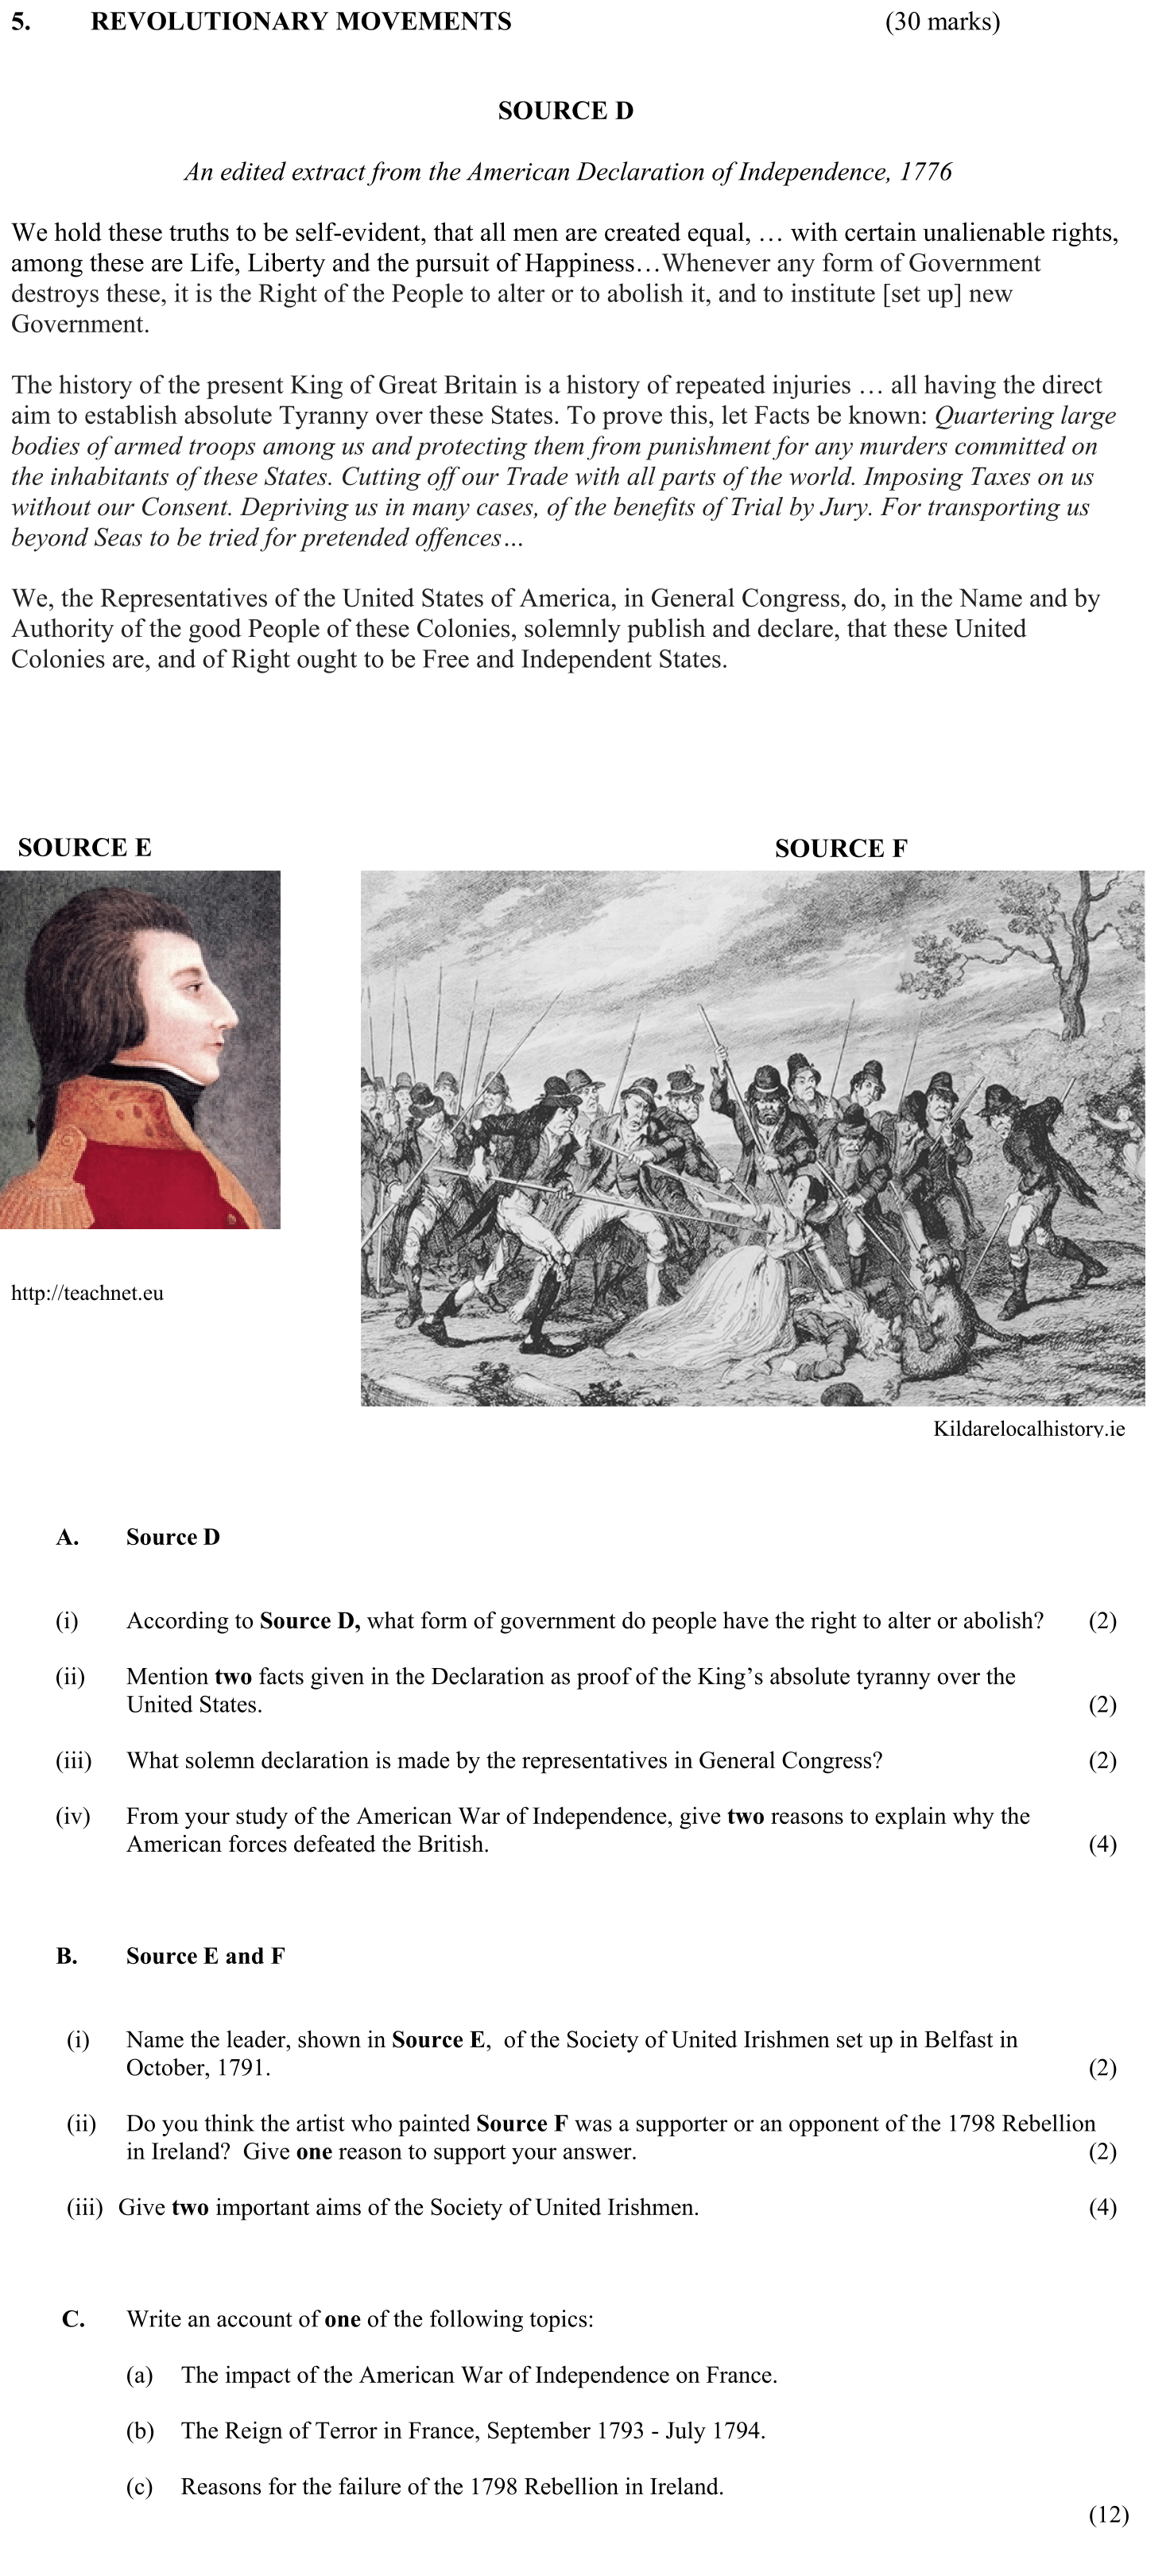 5. REVOLUTIONARY MOVEMENTS (30 marks)
SOURCE D
An edited extract from the American Declaration of Independence, 1776
We hold these truths to be self-evident, that all men are created equal, … with certain unalienable rights,
among these are Life, Liberty and the pursuit of Happiness…Whenever any form of Government
destroys these, it is the Right of the People to alter or to abolish it, and to institute [set up] new
Government.
The history of the present King of Great Britain is a history of repeated injuries … all having the direct
aim to establish absolute Tyranny over these States. To prove this, let Facts be known: Quartering large
bodies of armed troops among us and protecting them from punishment for any murders committed on
the inhabitants of these States. Cutting off our Trade with all parts of the world. Imposing Taxes on us
without our Consent. Depriving us in many cases, of the benefits of Trial by Jury. For transporting us
beyond Seas to be tried for pretended offences…
We, the Representatives of the United States of America, in General Congress, do, in the Name and by
Authority of the good People of these Colonies, solemnly publish and declare, that these United
Colonies are, and of Right ought to be Free and Independent States.
SOURCE E
SOURCE F
http://teachnet.eu
Kildarelocalhistory.ie
A. Source D
(i) According to Source D, what form of government do people have the right to alter or abolish? (2)
(ii) Mention two facts given in the Declaration as proof of the King’s absolute tyranny over the
United States. (2)
(iii) What solemn declaration is made by the representatives in General Congress? (2)
(iv) From your study of the American War of Independence, give two reasons to explain why the
American forces defeated the British. (4)
B. Source E and F
(i) Name the leader, shown in Source E, of the Society of United Irishmen set up in Belfast in
October, 1791. (2)
(ii) Do you think the artist who painted Source F was a supporter or an opponent of the 1798 Rebellion
in Ireland? Give one reason to support your answer. (2)
(iii) Give two important aims of the Society of United Irishmen. (4)
C. Write an account of one of the following topics:
(a) The impact of the American War of Independence on France.
(b) The Reign of Terror in France, September 1793 - July 1794.
(c) Reasons for the failure of the 1798 Rebellion in Ireland.
(12)